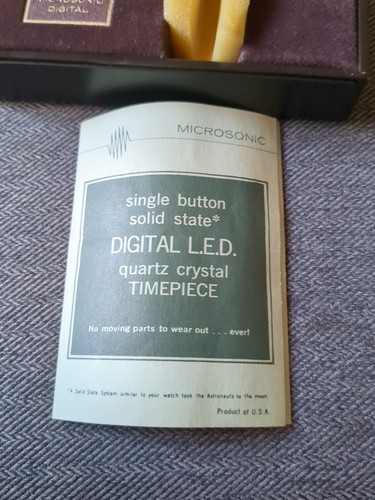 MICROSONIC
DIGITAL
MICROSONIC
single button
solid state*
DIGITAL L.E.D.
quartz crystal
TIMEPIECE
No moving parts to wear out . . . ever!
*A Solid State System similar to your watch took the Astronauts to the moon.
Product of U.S.A.